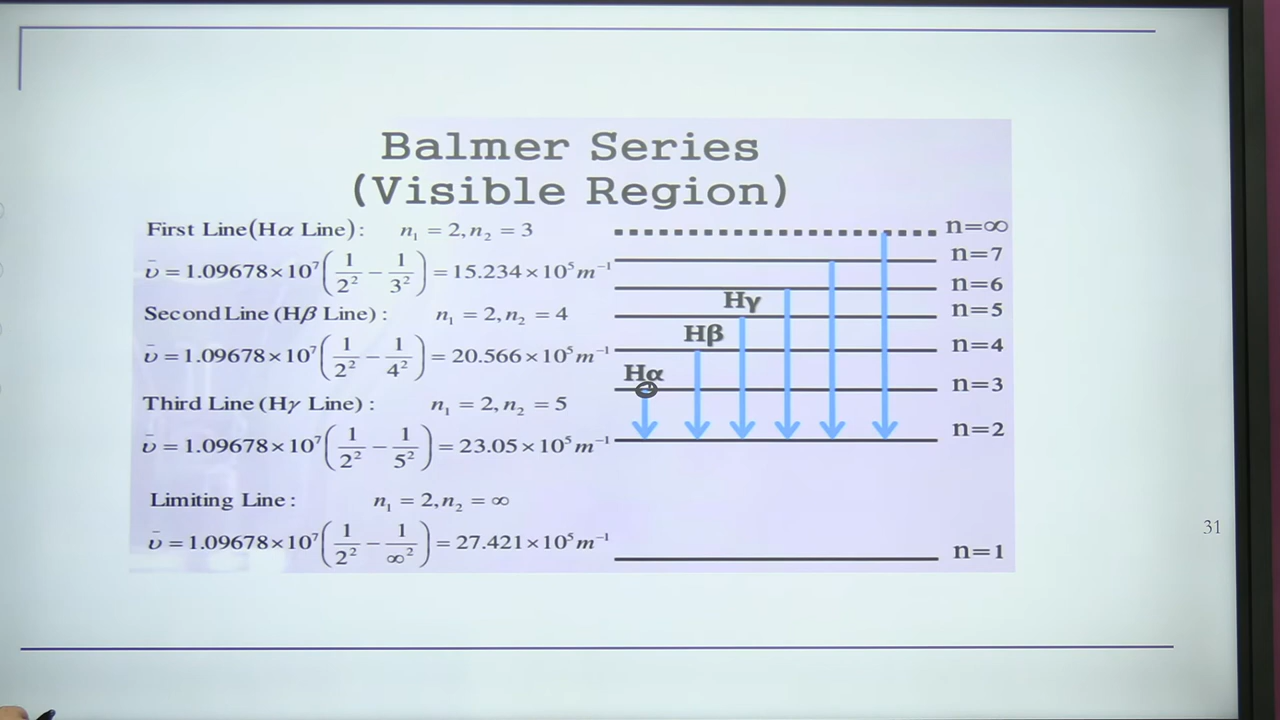 Balmer Series
(Visible Region)
First Line(Hα Line): n₁ = 2, n₂ = 3
ῡ = 1.09678×10⁷(1/2² − 1/3²) = 15.234×10⁵m⁻¹
Second Line (Hβ Line) : n₁ = 2, n₂ = 4
ῡ = 1.09678×10⁷(1/2² − 1/4²) = 20.566×10⁵m⁻¹
Third Line (Hγ Line) : n₁ = 2, n₂ = 5
ῡ = 1.09678×10⁷(1/2² − 1/5²) = 23.05×10⁵m⁻¹
Limiting Line : n₁ = 2, n₂ = ∞
ῡ = 1.09678×10⁷(1/2² − 1/∞²) = 27.421×10⁵m⁻¹
n=∞
n=7
n=6
Hγ
n=5
Hβ
n=4
Hα
n=3
n=2
n=1
31